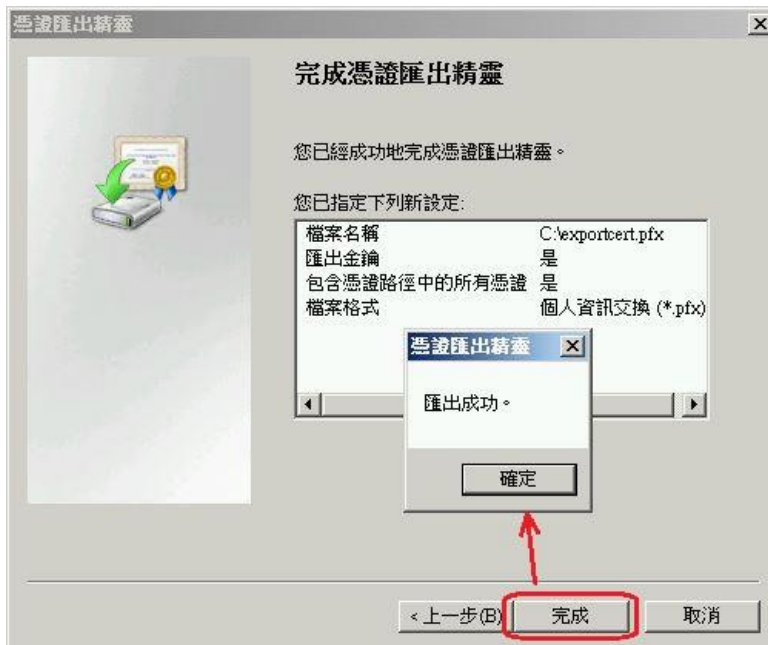 憑證匯出精靈
完成憑證匯出精靈
您已經成功地完成憑證匯出精靈。
您已指定下列新設定:
檔案名稱 C:\exportcert.pfx
匯出金鑰 是
包含憑證路徑中的所有憑證 是
檔案格式 個人資訊交換 (*.pfx)
憑證匯出精靈
匯出成功。
確定
<上一步(B) 完成 取消